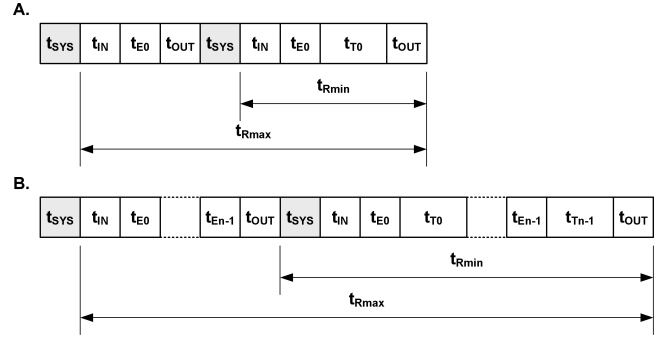 A.
tSYS tIN tE0 tOUT tSYS tIN tE0 tT0 tOUT
tRmin
tRmax
B.
tSYS tIN tE0 tEn-1 tOUT tSYS tIN tE0 tT0 tEn-1 tTn-1 tOUT
tRmin
tRmax